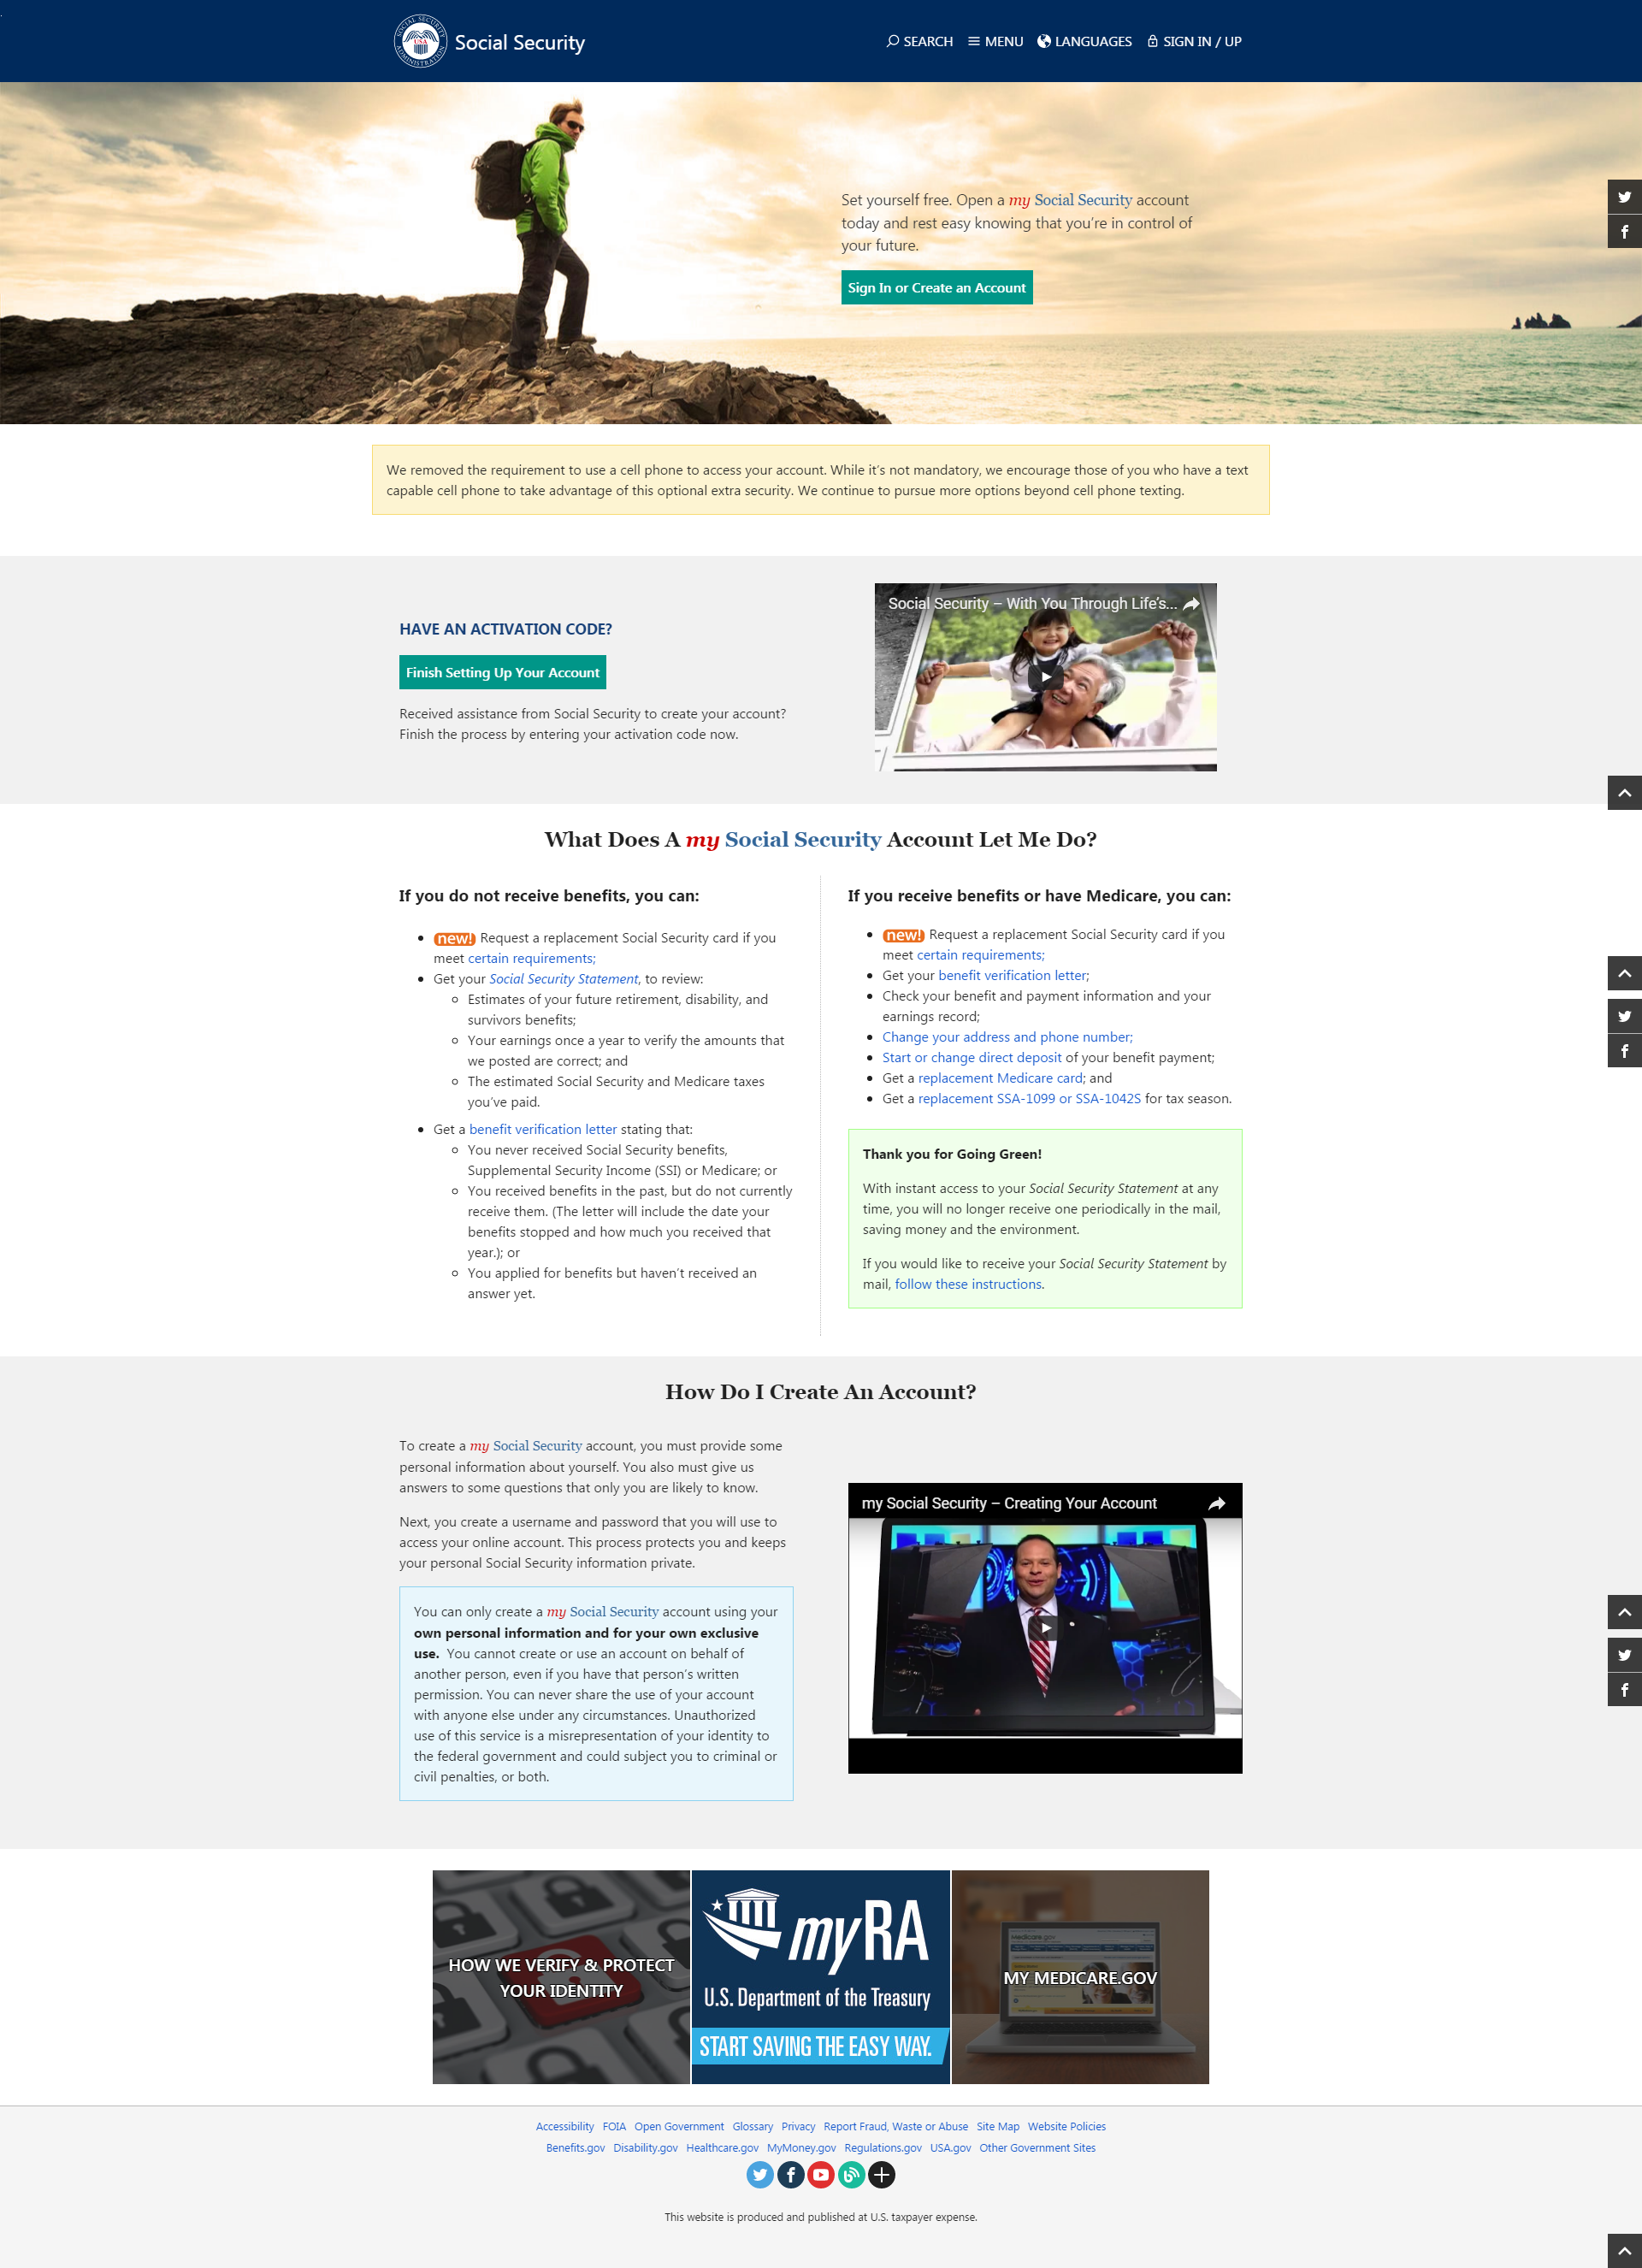 Social Security
SEARCH
MENU
LANGUAGES
SIGN IN / UP
Set yourself free. Open a my Social Security account
today and rest easy knowing that you’re in control of
your future.
Sign In or Create an Account
We removed the requirement to use a cell phone to access your account. While it’s not mandatory, we encourage those of you who have a text
capable cell phone to take advantage of this optional extra security. We continue to pursue more options beyond cell phone texting.
HAVE AN ACTIVATION CODE?
Finish Setting Up Your Account
Received assistance from Social Security to create your account?
Finish the process by entering your activation code now.
Social Security – With You Through Life’s...
What Does A my Social Security Account Let Me Do?
If you do not receive benefits, you can:
new! Request a replacement Social Security card if you
meet certain requirements;
Get your Social Security Statement, to review:
Estimates of your future retirement, disability, and
survivors benefits;
Your earnings once a year to verify the amounts that
we posted are correct; and
The estimated Social Security and Medicare taxes
you’ve paid.
Get a benefit verification letter stating that:
You never received Social Security benefits,
Supplemental Security Income (SSI) or Medicare; or
You received benefits in the past, but do not currently
receive them. (The letter will include the date your
benefits stopped and how much you received that
year.); or
You applied for benefits but haven’t received an
answer yet.
If you receive benefits or have Medicare, you can:
new! Request a replacement Social Security card if you
meet certain requirements;
Get your benefit verification letter;
Check your benefit and payment information and your
earnings record;
Change your address and phone number;
Start or change direct deposit of your benefit payment;
Get a replacement Medicare card; and
Get a replacement SSA-1099 or SSA-1042S for tax season.
Thank you for Going Green!
With instant access to your Social Security Statement at any
time, you will no longer receive one periodically in the mail,
saving money and the environment.
If you would like to receive your Social Security Statement by
mail, follow these instructions.
How Do I Create An Account?
To create a my Social Security account, you must provide some
personal information about yourself. You also must give us
answers to some questions that only you are likely to know.
Next, you create a username and password that you will use to
access your online account. This process protects you and keeps
your personal Social Security information private.
You can only create a my Social Security account using your
own personal information and for your own exclusive
use. You cannot create or use an account on behalf of
another person, even if you have that person’s written
permission. You can never share the use of your account
with anyone else under any circumstances. Unauthorized
use of this service is a misrepresentation of your identity to
the federal government and could subject you to criminal or
civil penalties, or both.
my Social Security – Creating Your Account
HOW WE VERIFY & PROTECT
YOUR IDENTITY
myRA
U.S. Department of the Treasury
START SAVING THE EASY WAY.
Medicare.gov
MY MEDICARE.GOV
Accessibility FOIA Open Government Glossary Privacy Report Fraud, Waste or Abuse Site Map Website Policies
Benefits.gov Disability.gov Healthcare.gov MyMoney.gov Regulations.gov USA.gov Other Government Sites
This website is produced and published at U.S. taxpayer expense.